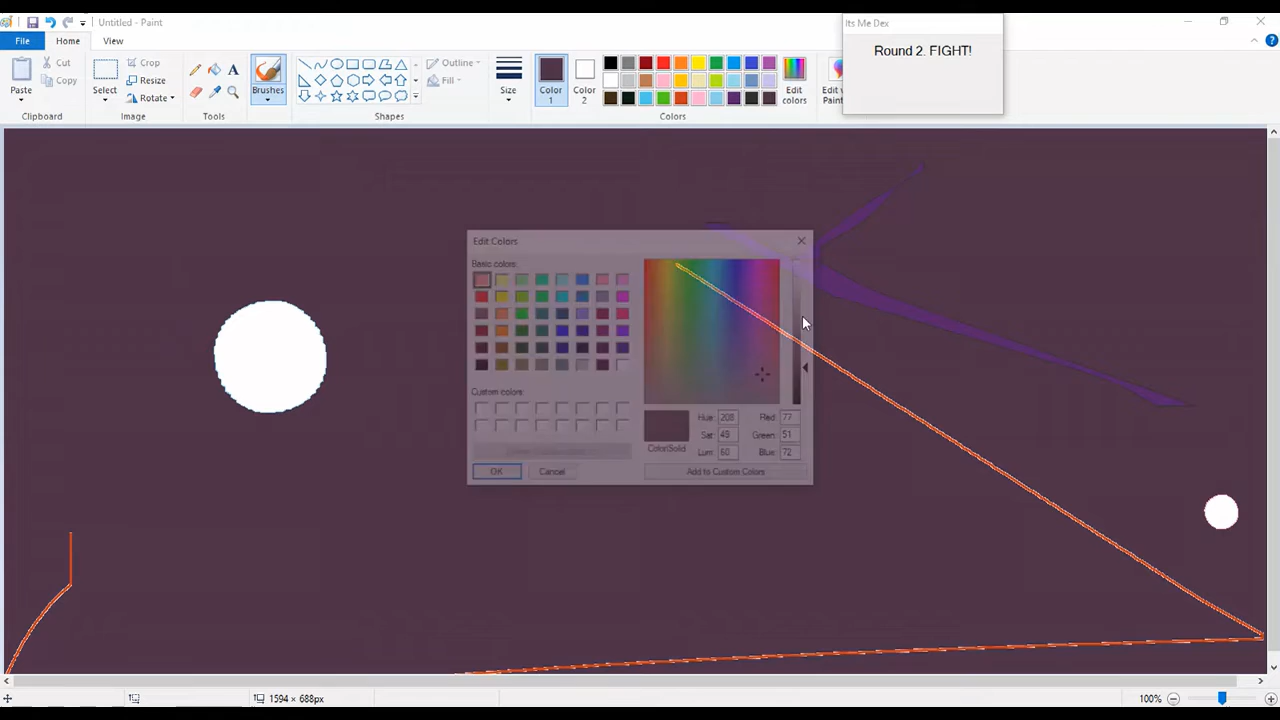 Untitled - Paint
Its Me Dex
Round 2. FIGHT!
File Home View
Cut
Copy
Paste
Clipboard
Crop
Resize
Rotate
Select
Image
Tools
Brushes
Outline
Fill
Shapes
Size
Color 1
Color 2
Edit colors
Colors
Edit Colors
Basic colors:
Custom colors:
Hue: 208 Red: 77
Sat: 49 Green: 51
Lum: 60 Blue: 72
Color|Solid
OK Cancel
Add to Custom Colors
1594 × 688px
100%